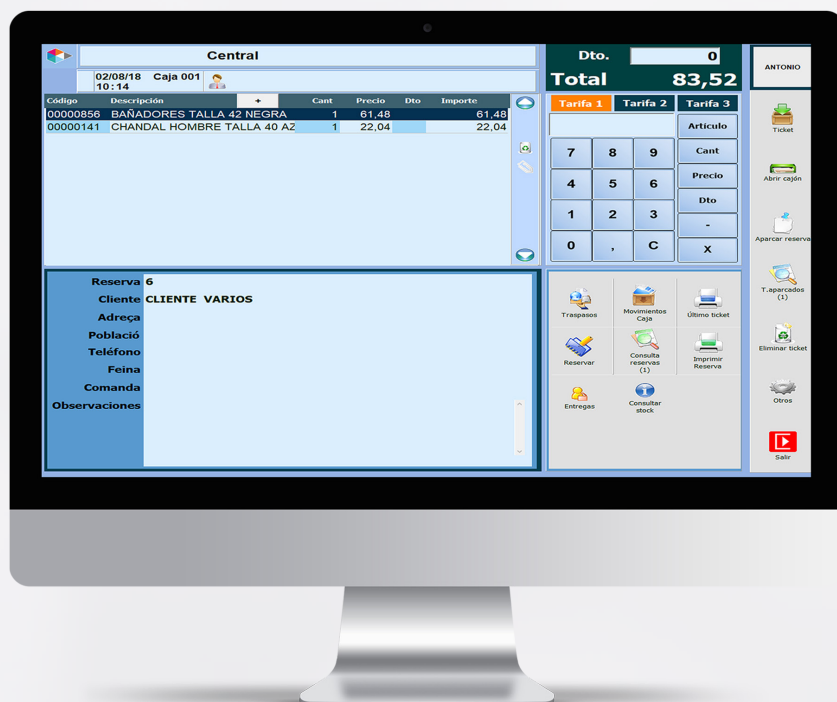 Central
02/08/18 Caja 001
10:14
Dto. 0
Total 83,52
ANTONIO
Código Descripción + Cant Precio Dto Importe
00000856 BAÑADORES TALLA 42 NEGRA 1 61,48 61,48
00000141 CHANDAL HOMBRE TALLA 40 AZ 1 22,04 22,04
Tarifa 1 Tarifa 2 Tarifa 3
Artículo
7 8 9 Cant
4 5 6 Precio
Dto
1 2 3 -
0 , C X
Ticket
Abrir cajón
Aparcar reserva
T.aparcados
(1)
Eliminar ticket
Otros
Salir
Reserva 6
Cliente CLIENTE VARIOS
Adreça
Població
Teléfono
Feina
Comanda
Observaciones
Traspasos
Movimientos
Caja
Último ticket
Reservar
Consulta
reservas
(1)
Imprimir
Reserva
Entregas
Consultar
stock